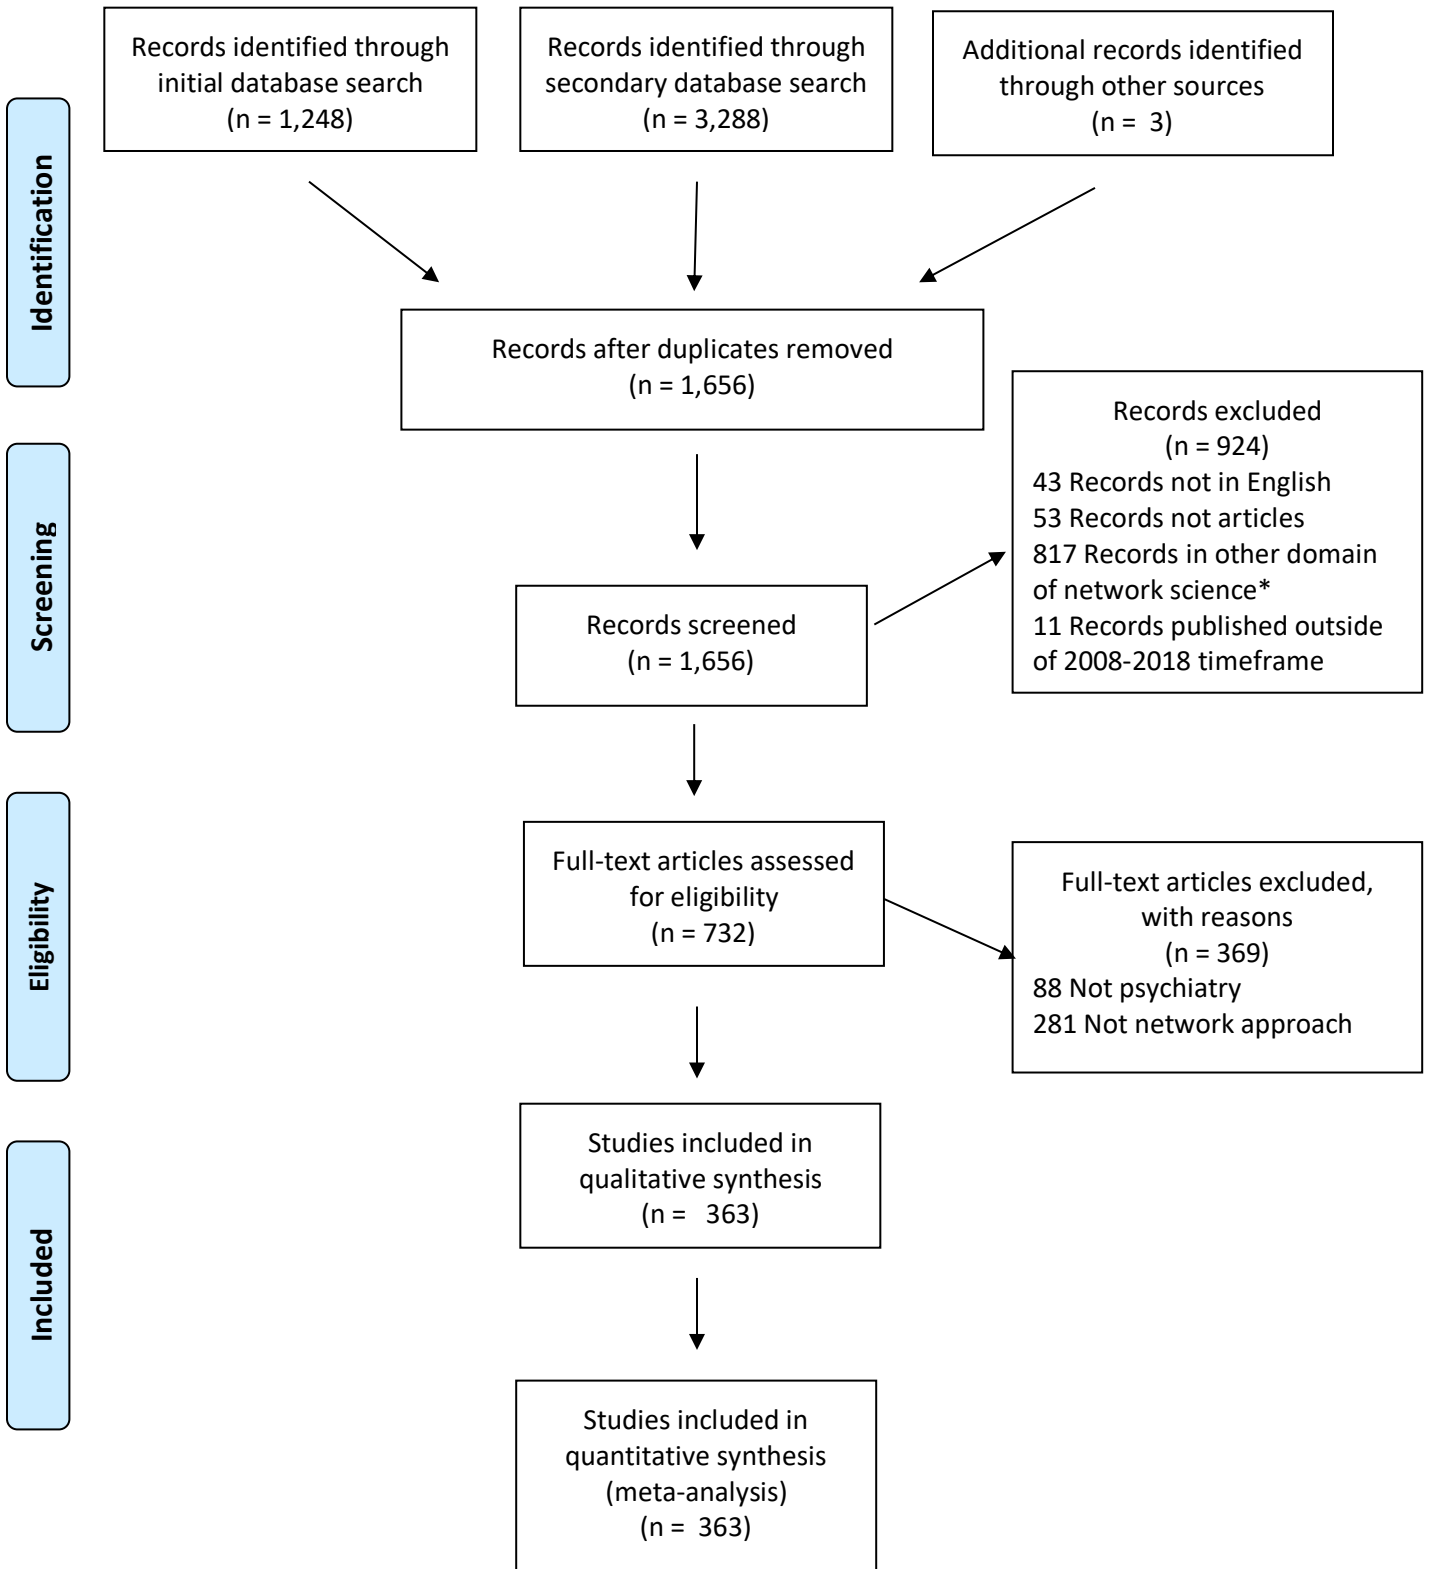 Records identified through
initial database search
(n = 1,248)
Records identified through
secondary database search
(n = 3,288)
Additional records identified
through other sources
(n = 3)
Identification
Records after duplicates removed
(n = 1,656)
Records excluded
(n = 924)
43 Records not in English
53 Records not articles
817 Records in other domain
of network science*
11 Records published outside
of 2008-2018 timeframe
Screening
Records screened
(n = 1,656)
Eligibility
Full-text articles assessed
for eligibility
(n = 732)
Full-text articles excluded,
with reasons
(n = 369)
88 Not psychiatry
281 Not network approach
Included
Studies included in
qualitative synthesis
(n = 363)
Studies included in
quantitative synthesis
(meta-analysis)
(n = 363)